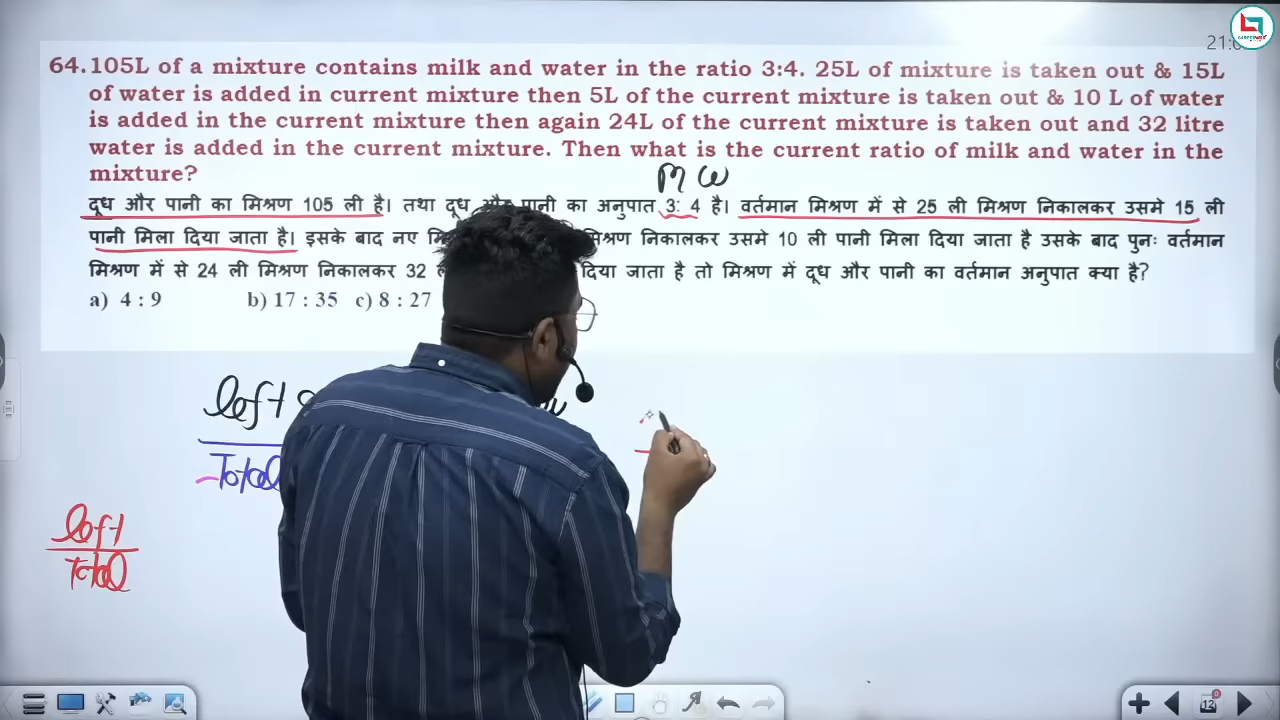 21:
64. 105L of a mixture contains milk and water in the ratio 3:4. 25L of mixture is taken out & 15L
of water is added in current mixture then 5L of the current mixture is taken out & 10 L of water
is added in the current mixture then again 24L of the current mixture is taken out and 32 litre
water is added in the current mixture. Then what is the current ratio of milk and water in the
mixture?
M W
दूध और पानी का मिश्रण 105 ली है। तथा दूध और पानी का अनुपात 3: 4 है। वर्तमान मिश्रण में से 25 ली मिश्रण निकालकर उसमे 15 ली
पानी मिला दिया जाता है। इसके बाद नए मिश्रण निकालकर उसमे 10 ली पानी मिला दिया जाता है उसके बाद पुनः वर्तमान
मिश्रण में से 24 ली मिश्रण निकालकर 32 दिया जाता है तो मिश्रण में दूध और पानी का वर्तमान अनुपात क्या है?
a) 4 : 9 b) 17 : 35 c) 8 : 27
left
Total
left
Total
12